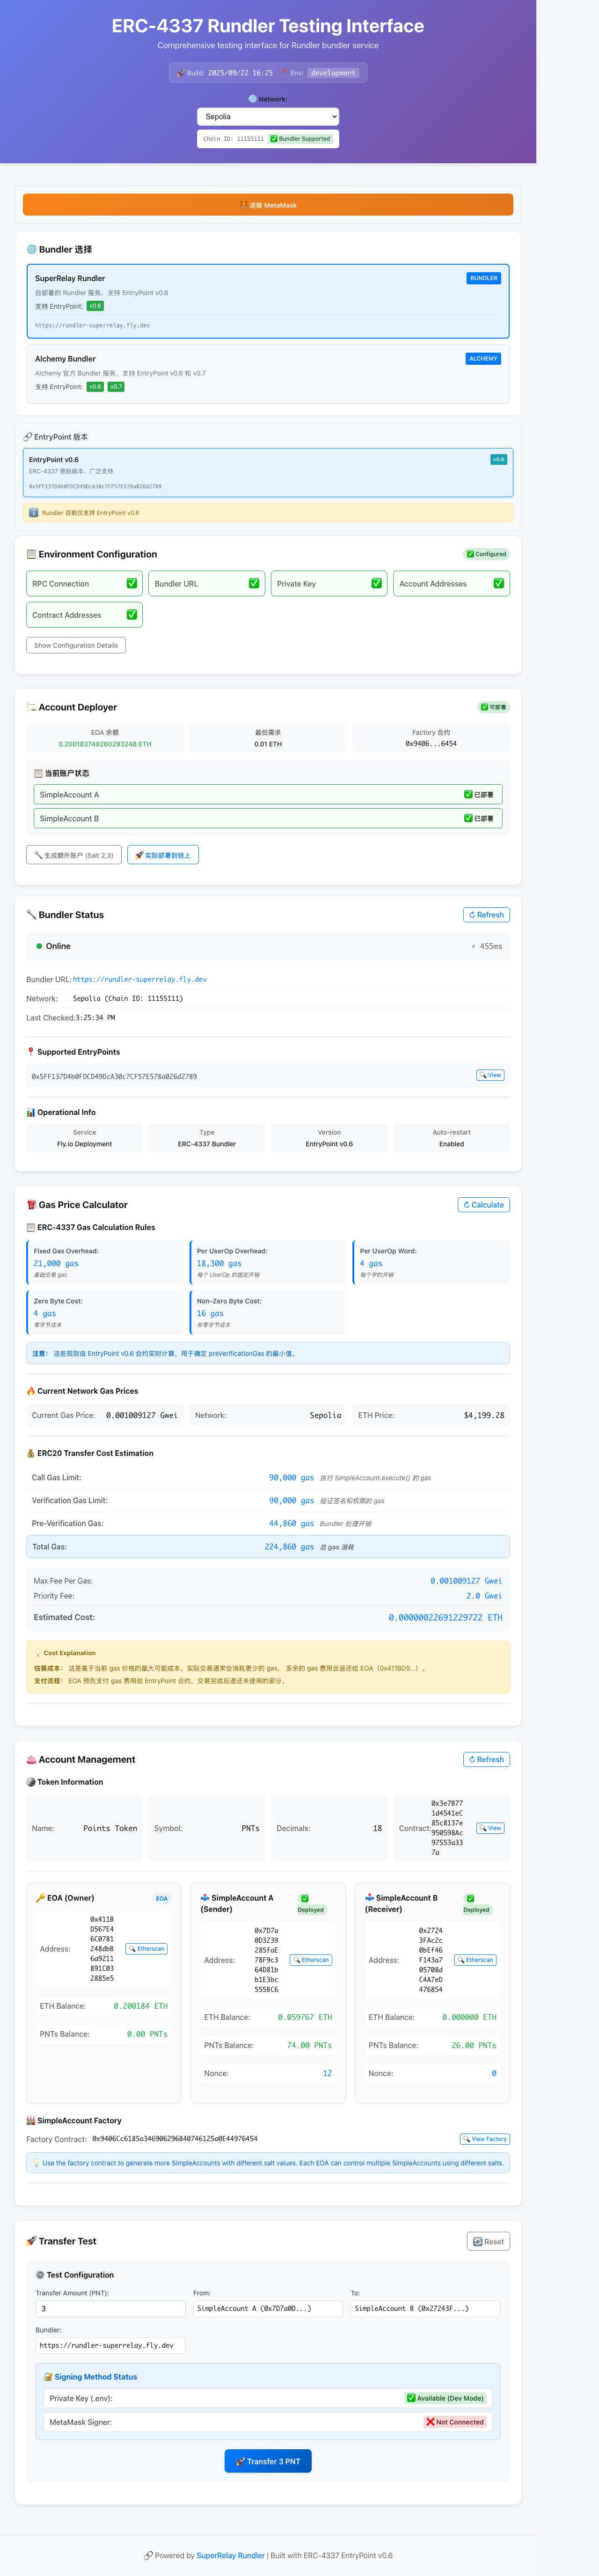 ERC-4337 Rundler Testing Interface
Comprehensive testing interface for Rundler bundler service
🚀 Build: 2025/09/22 16:25 📍 Env: development
🌐 Network:
Sepolia
Chain ID: 11155111 ✅ Bundler Supported
🦊 连接 MetaMask
🌐 Bundler 选择
SuperRelay Rundler RUNDLER
自部署的 Rundler 服务，支持 EntryPoint v0.6
支持 EntryPoint: v0.6
https://rundler-superrelay.fly.dev
Alchemy Bundler ALCHEMY
Alchemy 官方 Bundler 服务，支持 EntryPoint v0.6 和 v0.7
支持 EntryPoint: v0.6 v0.7
🔗 EntryPoint 版本
EntryPoint v0.6 v0.6
ERC-4337 原始版本，广泛支持
0x5FF137D4b0FDCD49DcA30c7CF57E578a026d2789
ℹ️ Rundler 目前仅支持 EntryPoint v0.6
📋 Environment Configuration ✅ Configured
RPC Connection ✅ Bundler URL ✅ Private Key ✅ Account Addresses ✅
Contract Addresses ✅
Show Configuration Details
🏗️ Account Deployer ✅ 可部署
EOA 余额 最低需求 Factory 合约
0.200183749260293248 ETH 0.01 ETH 0x9406...6454
📋 当前账户状态
SimpleAccount A ✅ 已部署
SimpleAccount B ✅ 已部署
🔧 生成额外账户 (Salt 2,3) 🚀 实际部署到链上
🔧 Bundler Status ↻ Refresh
Online ⚡ 455ms
Bundler URL: https://rundler-superrelay.fly.dev
Network: Sepolia (Chain ID: 11155111)
Last Checked: 3:25:34 PM
📍 Supported EntryPoints
0x5FF137D4b0FDCD49DcA30c7CF57E578a026d2789 🔍 View
📊 Operational Info
Service Type Version Auto-restart
Fly.io Deployment ERC-4337 Bundler EntryPoint v0.6 Enabled
⛽ Gas Price Calculator ↻ Calculate
📋 ERC-4337 Gas Calculation Rules
Fixed Gas Overhead: Per UserOp Overhead: Per UserOp Word:
21,000 gas 18,300 gas 4 gas
基础交易 gas 每个 UserOp 的固定开销 每个字的开销
Zero Byte Cost: Non-Zero Byte Cost:
4 gas 16 gas
零字节成本 非零字节成本
注意： 这些规则由 EntryPoint v0.6 合约实时计算，用于确定 preVerificationGas 的最小值。
🔥 Current Network Gas Prices
Current Gas Price: 0.001009127 Gwei Network: Sepolia ETH Price: $4,199.28
💰 ERC20 Transfer Cost Estimation
Call Gas Limit: 90,000 gas 执行 SimpleAccount.execute() 的 gas
Verification Gas Limit: 90,000 gas 验证签名和权限的 gas
Pre-Verification Gas: 44,860 gas Bundler 处理开销
Total Gas: 224,860 gas 总 gas 消耗
Max Fee Per Gas: 0.001009127 Gwei
Priority Fee: 2.0 Gwei
Estimated Cost: 0.00000022691229722 ETH
💡 Cost Explanation
估算成本： 这是基于当前 gas 价格的最大可能成本。实际交易通常会消耗更少的 gas， 多余的 gas 费用会返还给 EOA（0x411BD5...）。
支付流程： EOA 预先支付 gas 费用给 EntryPoint 合约，交易完成后退还未使用的部分。
👛 Account Management ↻ Refresh
🪙 Token Information
Name: Points Token Symbol: PNTs Decimals: 18 Contract:
0x3e7B77
1d4541eC
85c8137e
950598Ac
97553a33
7a
🔍 View
🔑 EOA (Owner) EOA
Address:
0x411B
D567E4
6C0781
248dbB
6a9211
891C03
2885e5
🔍 Etherscan
ETH Balance: 0.200184 ETH
PNTs Balance: 0.00 PNTs
📤 SimpleAccount A
(Sender)
✅
Deployed
Address:
0x7D7a
0D3239
285faE
78F9c3
64D81b
b1E3bc
555BC6
🔍 Etherscan
ETH Balance: 0.059767 ETH
PNTs Balance: 74.00 PNTs
Nonce: 12
📥 SimpleAccount B
(Receiver)
✅
Deployed
Address:
0x2724
3FAc2c
0bEf46
F143a7
05708d
C4A7eD
476854
🔍 Etherscan
ETH Balance: 0.000000 ETH
PNTs Balance: 26.00 PNTs
Nonce: 0
🏭 SimpleAccount Factory
Factory Contract: 0x9406Cc6185a346906296840746125a0E44976454 🔍 View Factory
💡 Use the factory contract to generate more SimpleAccounts with different salt values. Each EOA can control multiple SimpleAccounts using different salts.
🚀 Transfer Test 🔄 Reset
🔘 Test Configuration
Transfer Amount (PNT): From: To:
3 SimpleAccount A (0x7D7a0D...) SimpleAccount B (0x27243F...)
Bundler:
https://rundler-superrelay.fly.dev
🔐 Signing Method Status
Private Key (.env): ✅ Available (Dev Mode)
MetaMask Signer: ❌ Not Connected
🚀 Transfer 3 PNT
🔗 Powered by SuperRelay Rundler | Built with ERC-4337 EntryPoint v0.6